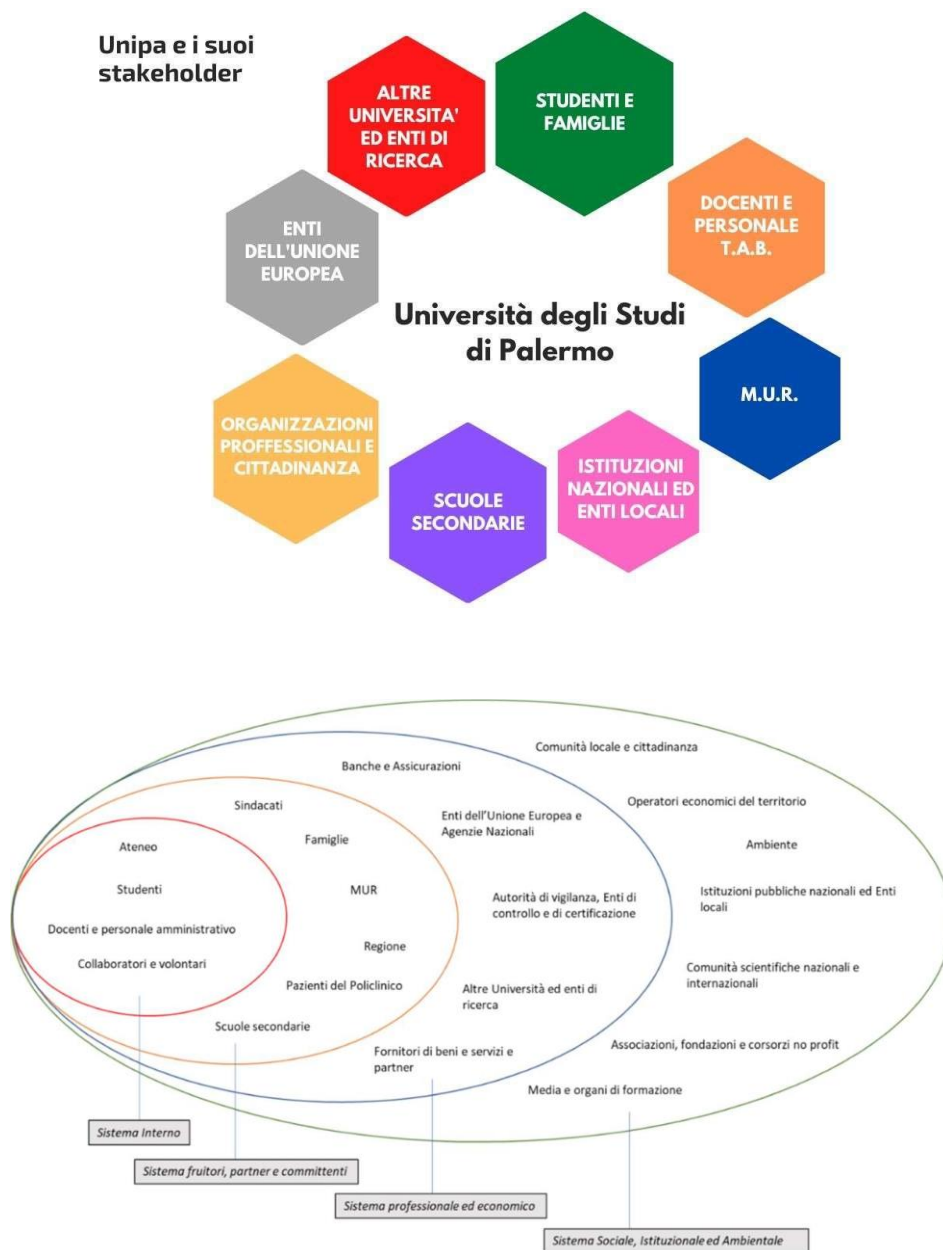 Unipa e i suoi
stakeholder
ALTRE
UNIVERSITA'
ED ENTI DI
RICERCA
STUDENTI E
FAMIGLIE
DOCENTI E
PERSONALE
T.A.B.
ENTI
DELL'UNIONE
EUROPEA
Università degli Studi
di Palermo
M.U.R.
ORGANIZZAZIONI
PROFFESSIONALI E
CITTADINANZA
SCUOLE
SECONDARIE
ISTITUZIONI
NAZIONALI ED
ENTI LOCALI
Ateneo
Studenti
Docenti e personale amministrativo
Collaboratori e volontari
Sindacati
Famiglie
MUR
Regione
Pazienti del Policlinico
Scuole secondarie
Banche e Assicurazioni
Enti dell'Unione Europea e
Agenzie Nazionali
Autorità di vigilanza, Enti di
controllo e di certificazione
Altre Università ed enti di
ricerca
Fornitori di beni e servizi e
partner
Comunità locale e cittadinanza
Operatori economici del territorio
Ambiente
Istituzioni pubbliche nazionali ed Enti
locali
Comunità scientifiche nazionali e
internazionali
Associazioni, fondazioni e corsorzi no profit
Media e organi di formazione
Sistema Interno
Sistema fruitori, partner e committenti
Sistema professionale ed economico
Sistema Sociale, Istituzionale ed Ambientale